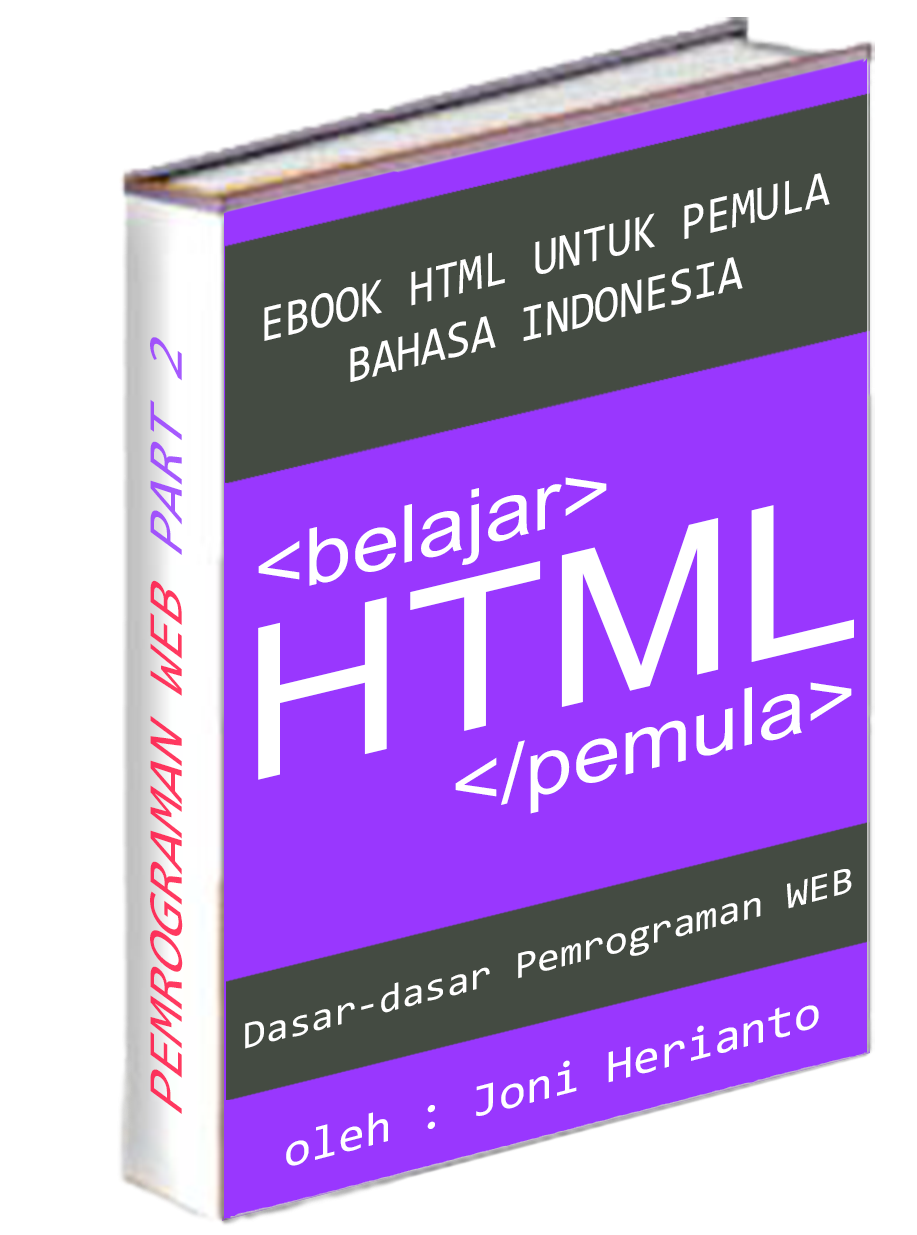 EBOOK HTML UNTUK PEMULA
BAHASA INDONESIA
<belajar>
HTML
</pemula>
Dasar-dasar Pemrograman WEB
oleh : Joni Herianto
PEMROGRAMAN WEB PART 2